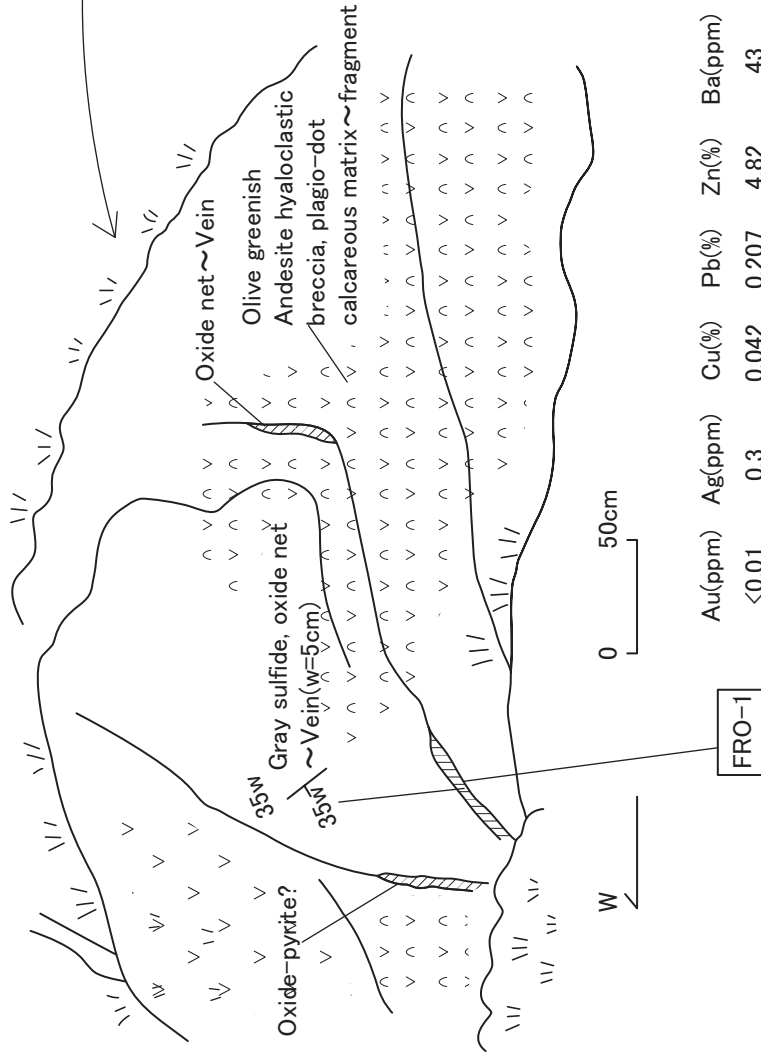 Oxide net～Vein
Olive greenish
Andesite hyaloclastic
breccia, plagio-dot
calcareous matrix～fragment
Gray sulfide, oxide net
～Vein(w=5cm)
35W
35W
Oxide-pyrite?
W
0 50cm
FRO-1
Au(ppm) Ag(ppm) Cu(%) Pb(%) Zn(%) Ba(ppm)
<0.01 0.3 0.042 0.207 4.82 43